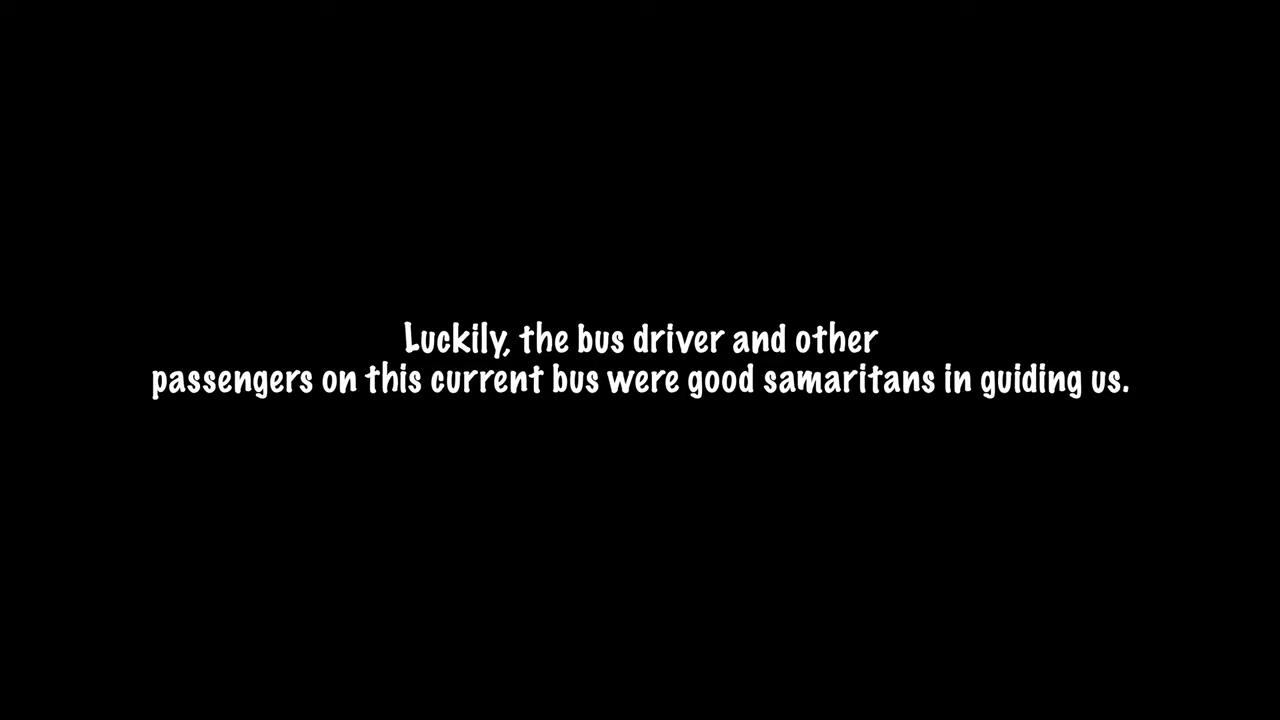 Luckily, the bus driver and other
passengers on this current bus were good samaritans in guiding us.